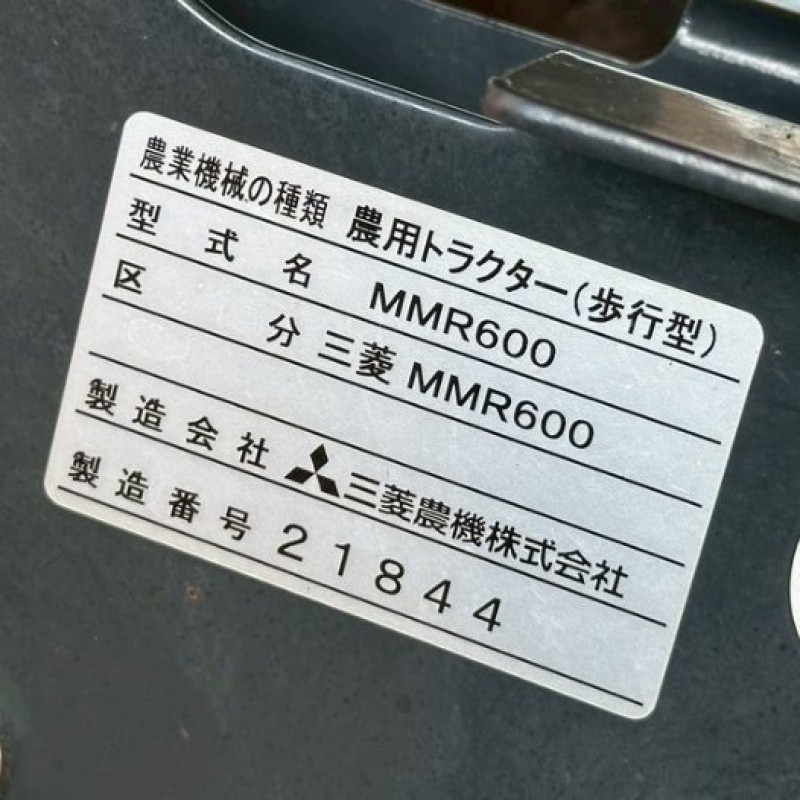 農業機械の種類 農用トラクター(歩行型)
型式名 MMR600
区分 三菱 MMR600
製造会社 三菱農機株式会社
製造番号 21844